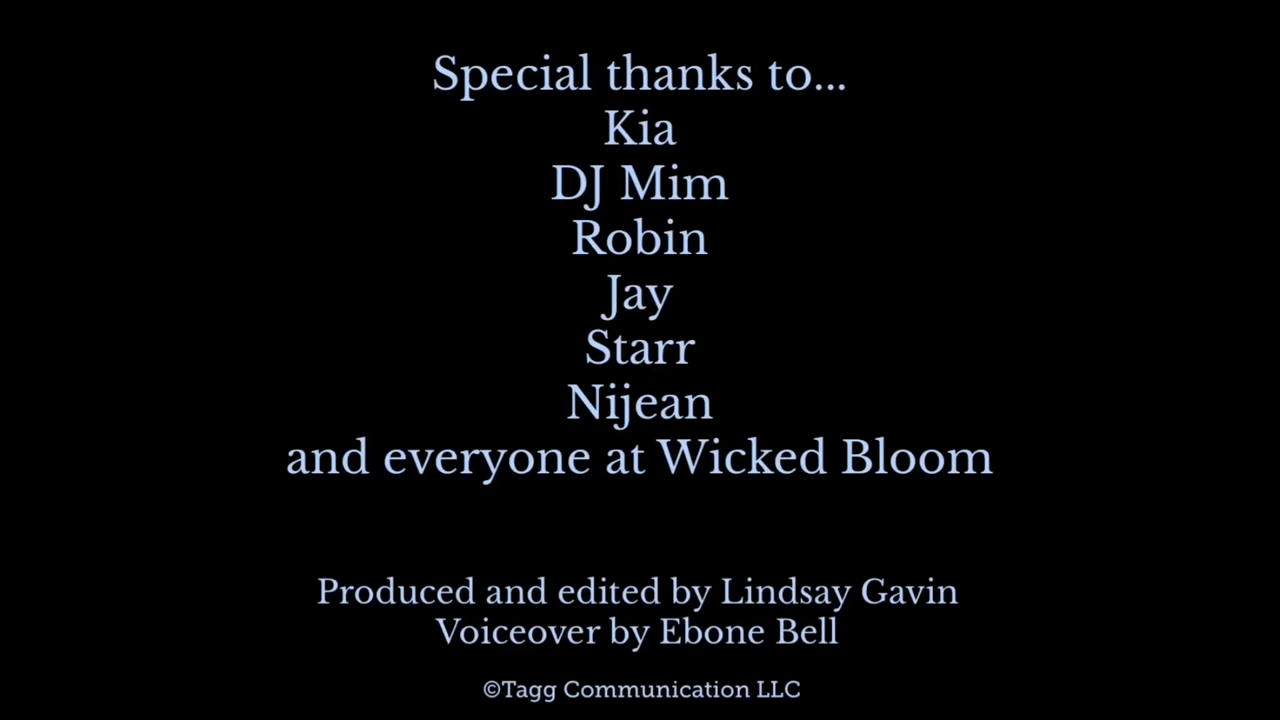 Special thanks to...
Kia
DJ Mim
Robin
Jay
Starr
Nijean
and everyone at Wicked Bloom
Produced and edited by Lindsay Gavin
Voiceover by Ebone Bell
©Tagg Communication LLC